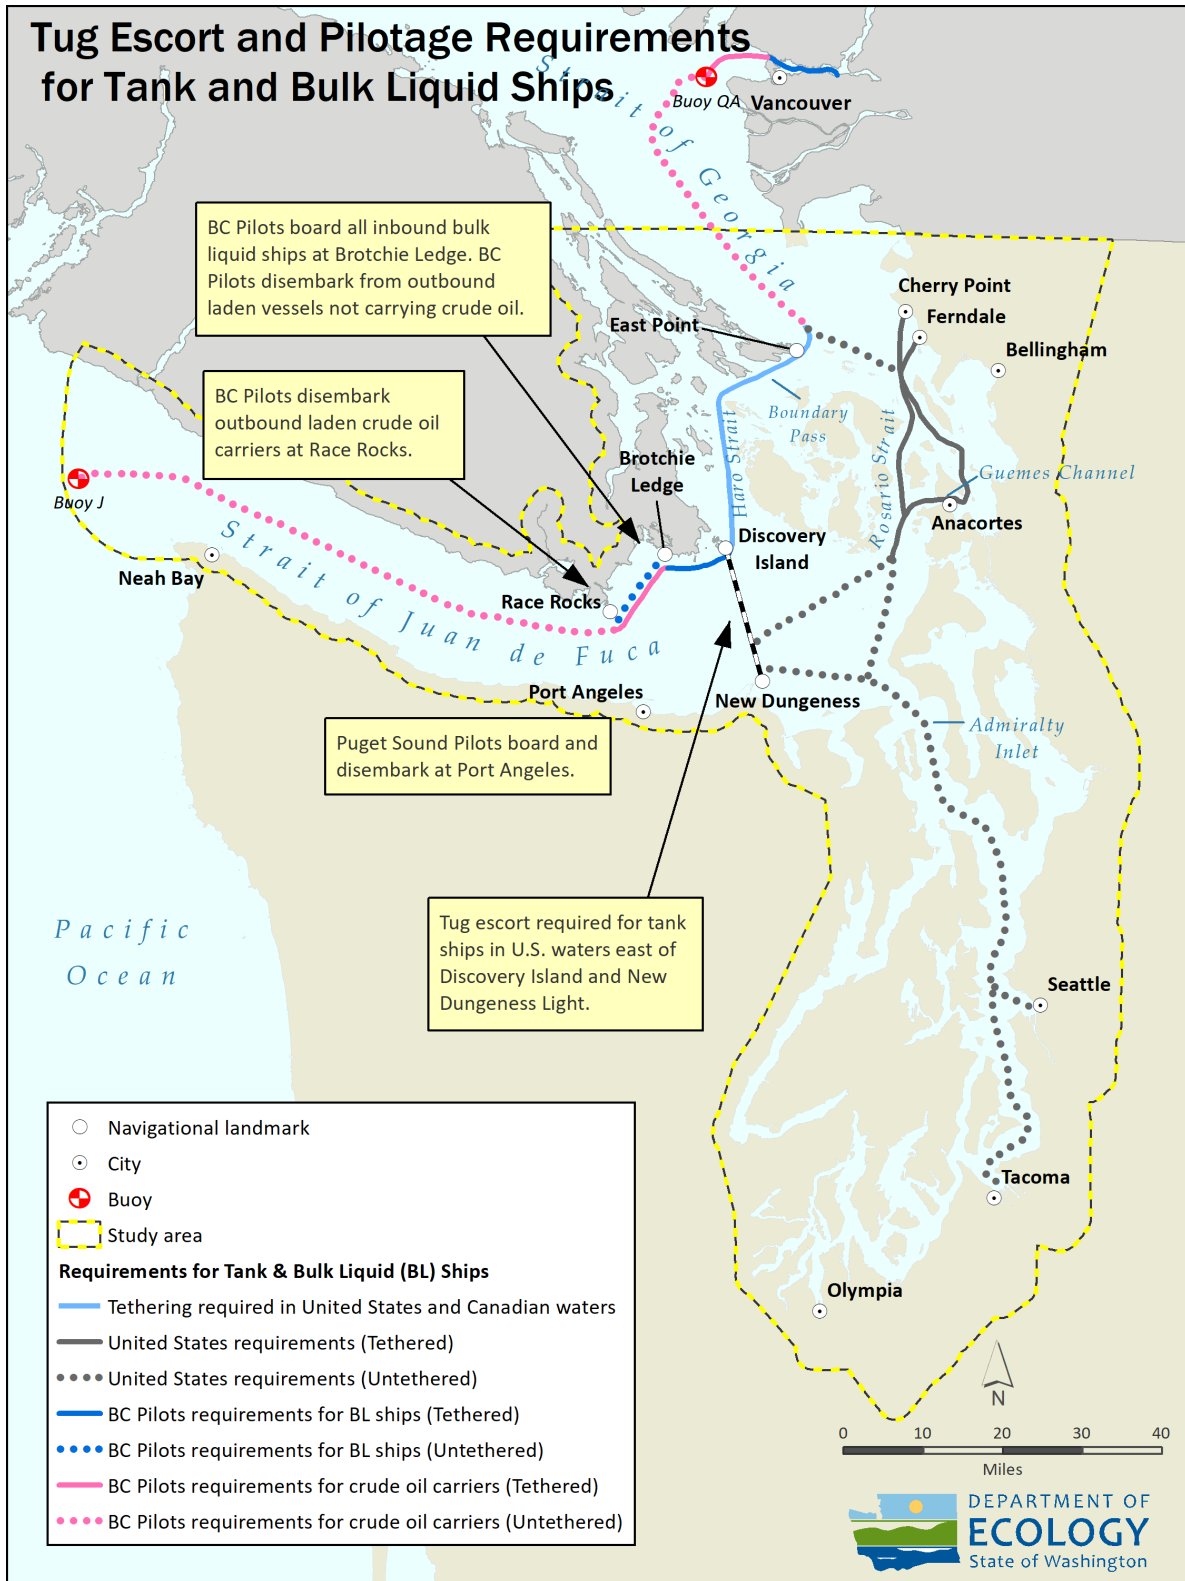 Tug Escort and Pilotage Requirements
for Tank and Bulk Liquid Ships
Strait of Georgia
Buoy QA
Vancouver
BC Pilots board all inbound bulk
liquid ships at Brotchie Ledge. BC
Pilots disembark from outbound
laden vessels not carrying crude oil.
Cherry Point
Ferndale
East Point
Bellingham
BC Pilots disembark
outbound laden crude oil
carriers at Race Rocks.
Boundary
Pass
Haro Strait
Rosario Strait
Brotchie
Ledge
Guemes Channel
Buoy J
Anacortes
Discovery
Island
Neah Bay
Strait of Juan de Fuca
Race Rocks
Port Angeles
New Dungeness
Admiralty
Inlet
Puget Sound Pilots board and
disembark at Port Angeles.
Pacific
Ocean
Tug escort required for tank
ships in U.S. waters east of
Discovery Island and New
Dungeness Light.
Seattle
Tacoma
Olympia
Navigational landmark
City
Buoy
Study area
Requirements for Tank & Bulk Liquid (BL) Ships
Tethering required in United States and Canadian waters
United States requirements (Tethered)
United States requirements (Untethered)
BC Pilots requirements for BL ships (Tethered)
BC Pilots requirements for BL ships (Untethered)
BC Pilots requirements for crude oil carriers (Tethered)
BC Pilots requirements for crude oil carriers (Untethered)
N
0 10 20 30 40
Miles
DEPARTMENT OF
ECOLOGY
State of Washington